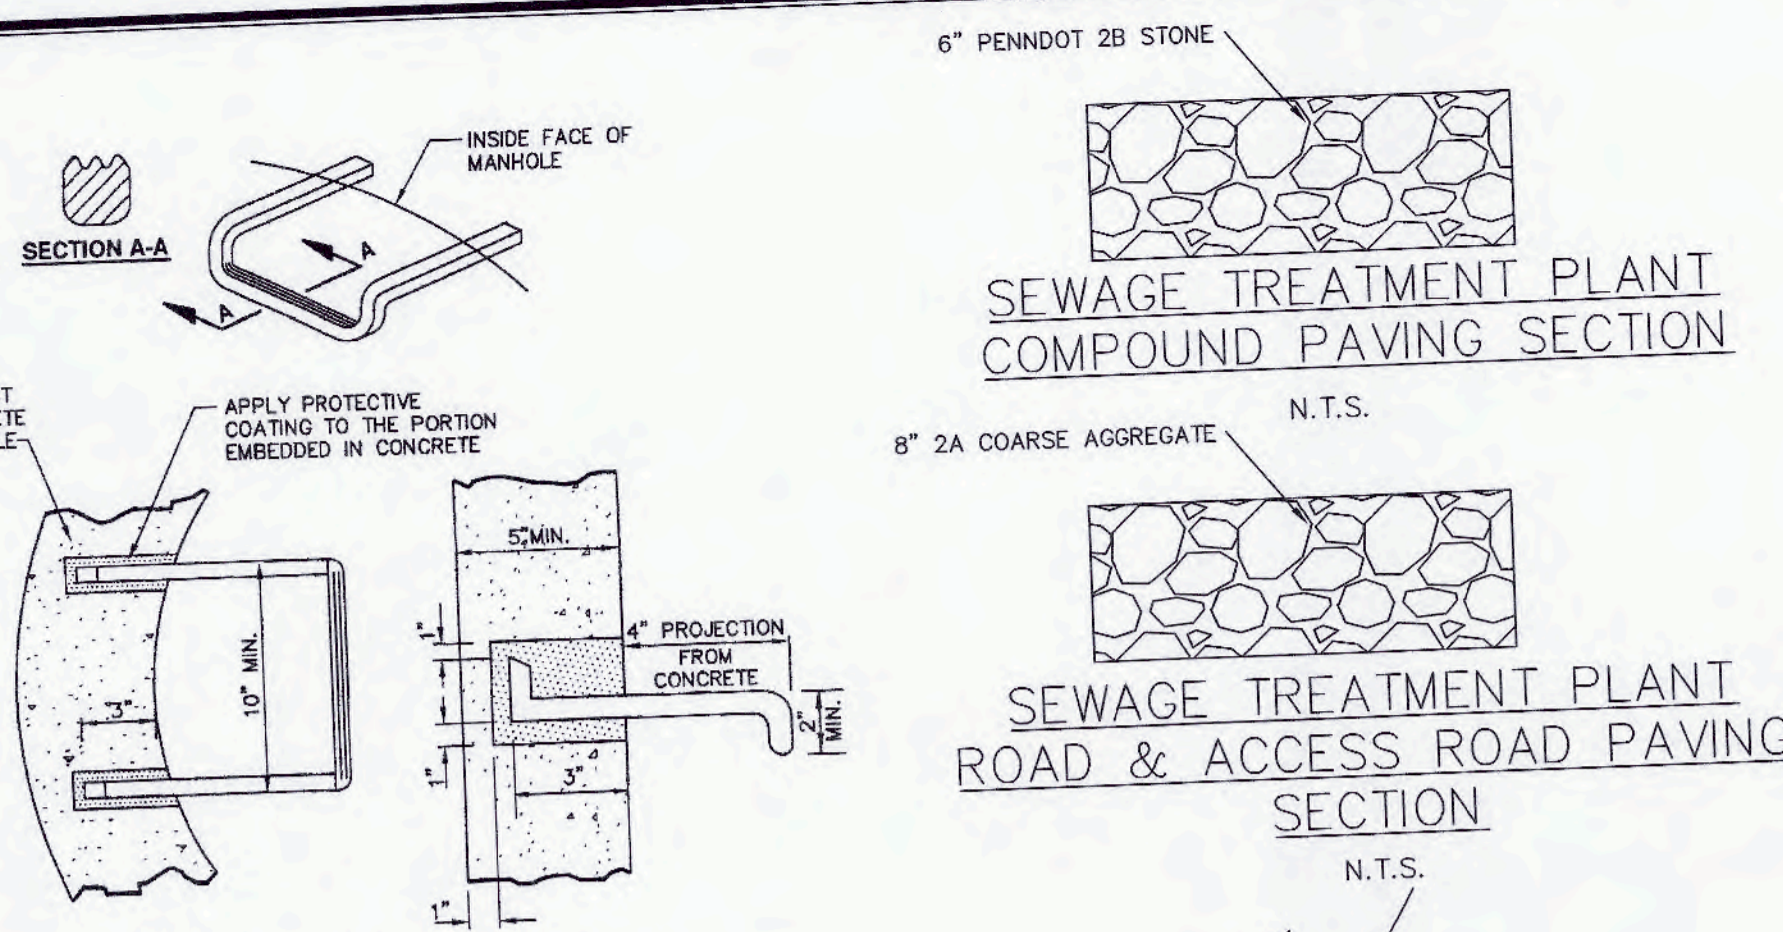 6" PENNDOT 2B STONE
INSIDE FACE OF
MANHOLE
SECTION A-A
A
A
SEWAGE TREATMENT PLANT
COMPOUND PAVING SECTION
N.T.S.
APPLY PROTECTIVE
COATING TO THE PORTION
EMBEDDED IN CONCRETE
8" 2A COARSE AGGREGATE
5" MIN.
1"
4" PROJECTION
FROM
CONCRETE
10" MIN.
3"
2"
MIN.
1"
3"
1"
SEWAGE TREATMENT PLANT
ROAD & ACCESS ROAD PAVING
SECTION
N.T.S.